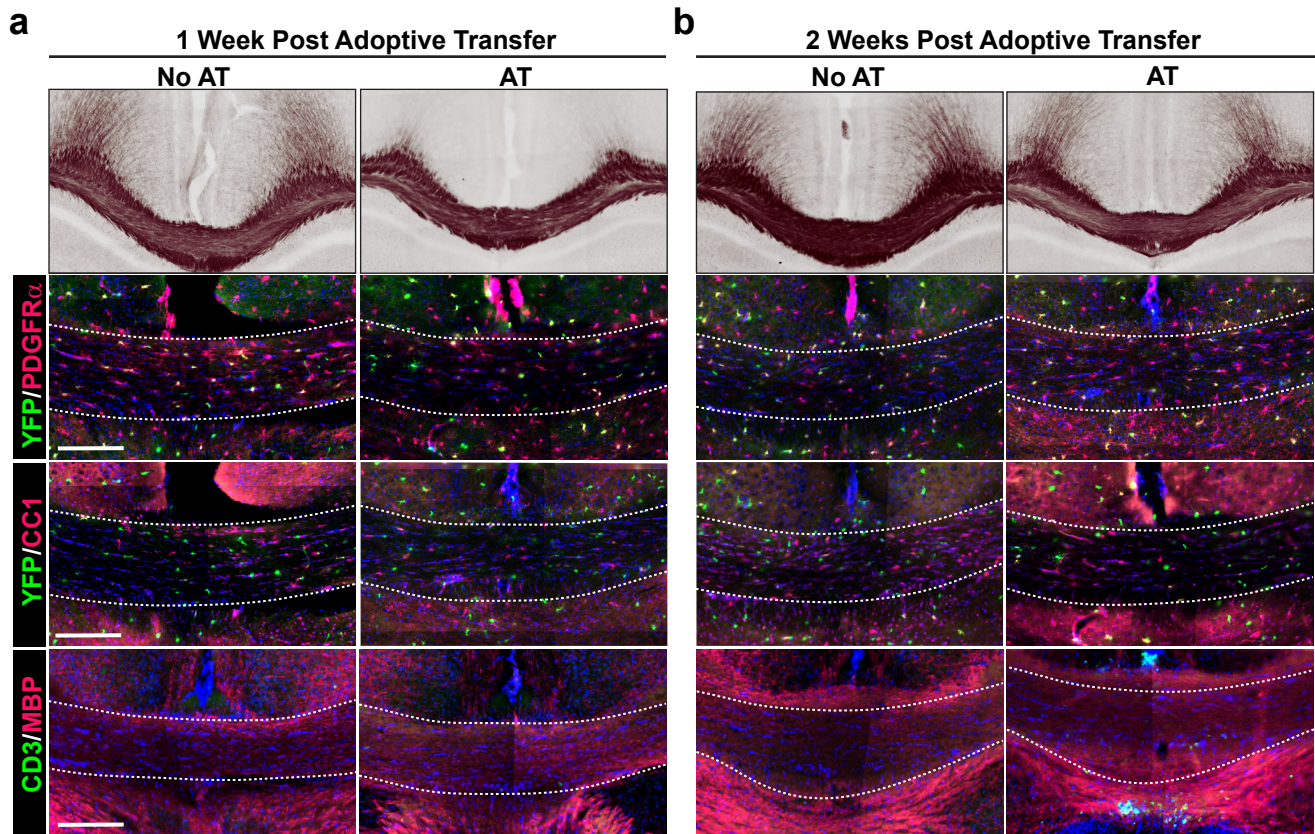 a
1 Week Post Adoptive Transfer
No AT
AT
b
2 Weeks Post Adoptive Transfer
No AT
AT
YFP/PDGFRα
YFP/CC1
CD3/MBP